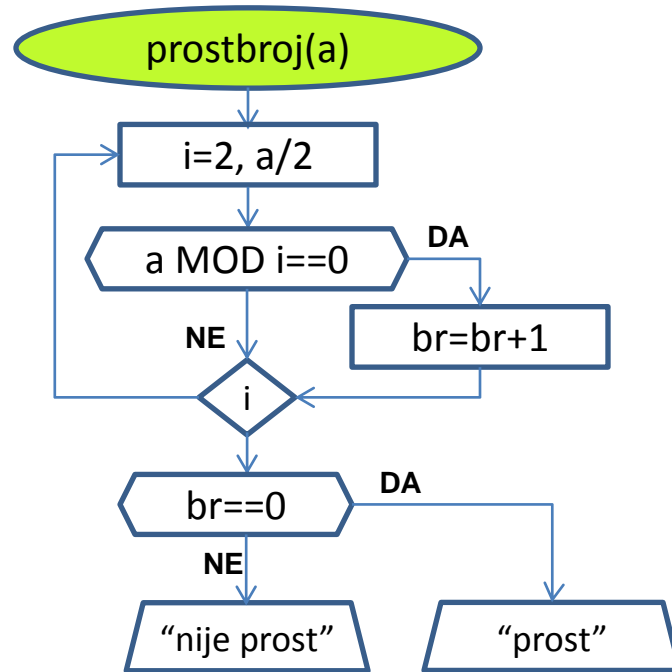 prostbroj(a)
i=2, a/2
a MOD i==0
DA
NE
br=br+1
i
br==0
DA
NE
“nije prost”
“prost”